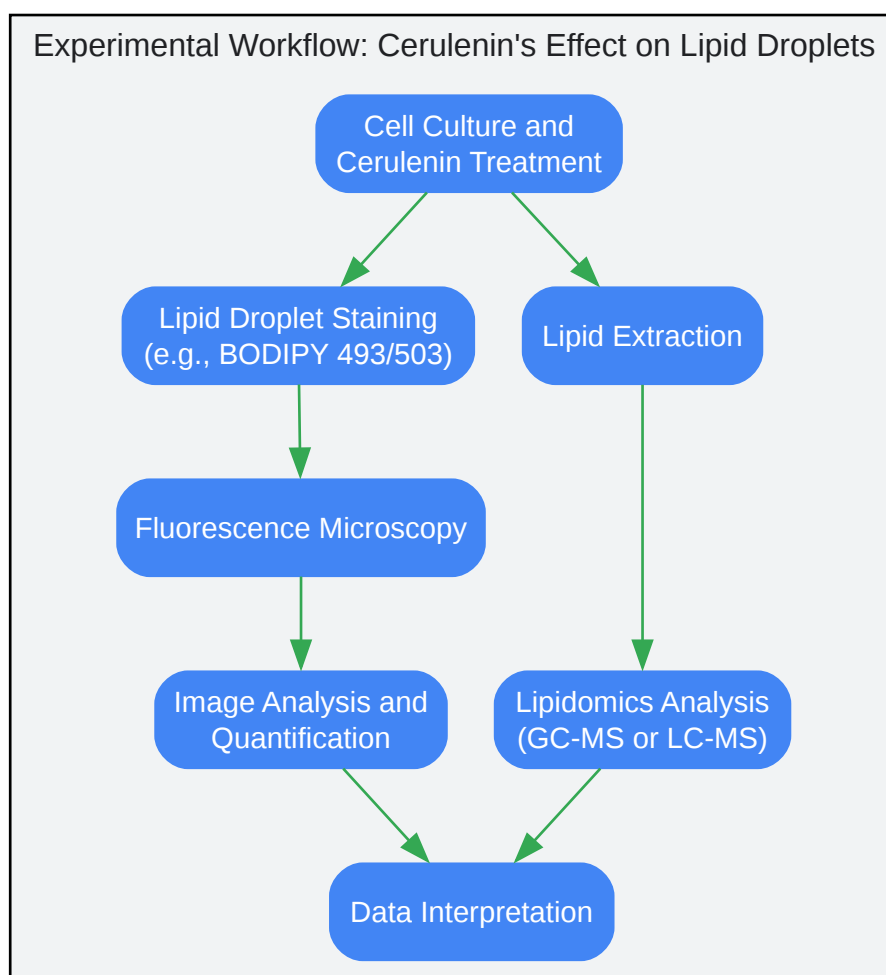 Experimental Workflow: Cerulenin's Effect on Lipid Droplets
Cell Culture and
Cerulenin Treatment
Lipid Droplet Staining
(e.g., BODIPY 493/503)
Lipid Extraction
Fluorescence Microscopy
Image Analysis and
Quantification
Lipidomics Analysis
(GC-MS or LC-MS)
Data Interpretation